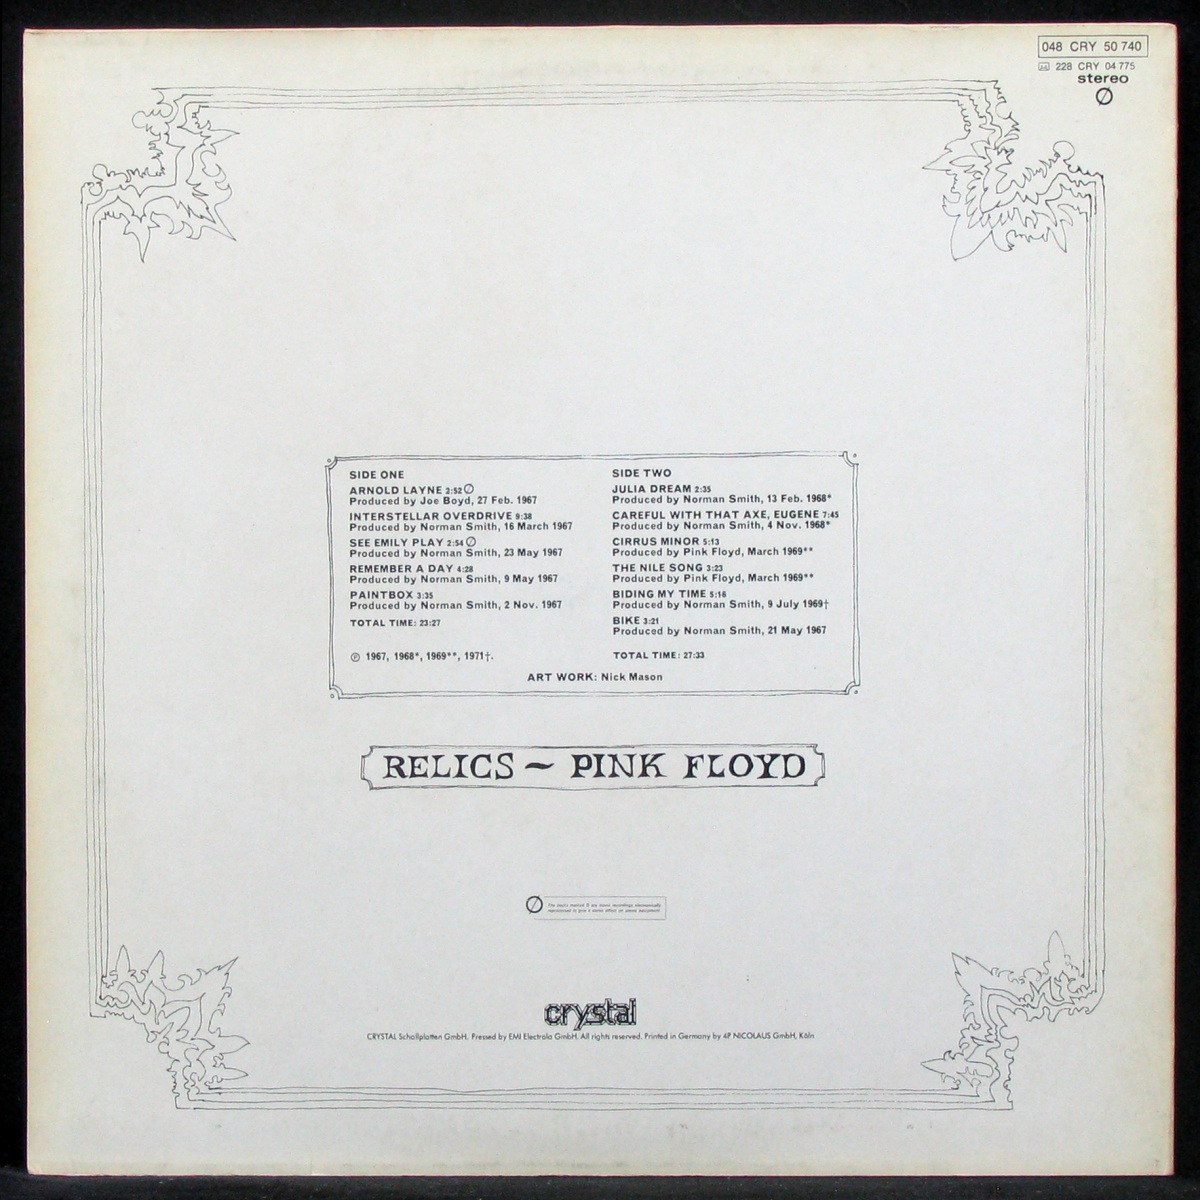 048 CRY 50 740
228 CRY 04 775
stereo
SIDE ONE
ARNOLD LAYNE 2:52
Produced by Joe Boyd, 27 Feb. 1967
INTERSTELLAR OVERDRIVE 9:38
Produced by Norman Smith, 16 March 1967
SEE EMILY PLAY 2:54
Produced by Norman Smith, 23 May 1967
REMEMBER A DAY 4:28
Produced by Norman Smith, 9 May 1967
PAINTBOX 3:35
Produced by Norman Smith, 2 Nov. 1967
TOTAL TIME: 23:27
℗ 1967, 1968*, 1969**, 1971†.
SIDE TWO
JULIA DREAM 2:35
Produced by Norman Smith, 13 Feb. 1968*
CAREFUL WITH THAT AXE, EUGENE 7:45
Produced by Norman Smith, 4 Nov. 1968*
CIRRUS MINOR 5:13
Produced by Pink Floyd, March 1969**
THE NILE SONG 3:23
Produced by Pink Floyd, March 1969**
BIDING MY TIME 5:16
Produced by Norman Smith, 9 July 1969†
BIKE 3:21
Produced by Norman Smith, 21 May 1967
TOTAL TIME: 27:33
ART WORK: Nick Mason
RELICS ~ PINK FLOYD
crystal
CRYSTAL Schallplatten GmbH. Pressed by EMI Electrola GmbH. All rights reserved. Printed in Germany by 4P NICOLAUS GmbH, Köln